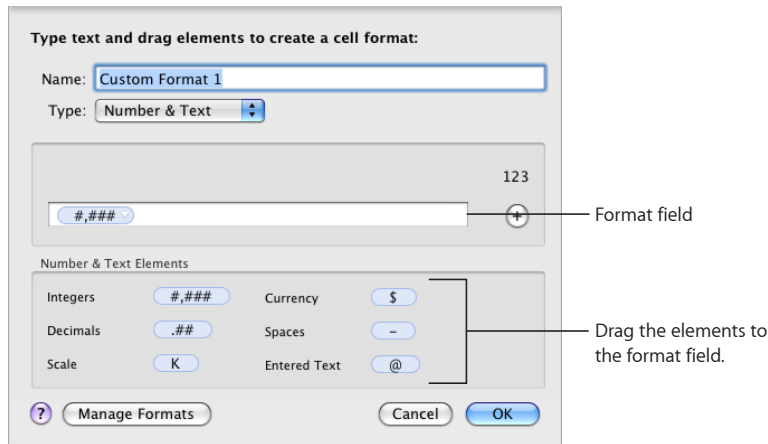 Type text and drag elements to create a cell format:
Name: Custom Format 1
Type: Number & Text
123
#,###
+
Format field
Number & Text Elements
Integers #,### Currency $
Decimals .## Spaces –
Scale K Entered Text @
Drag the elements to
the format field.
? Manage Formats Cancel OK